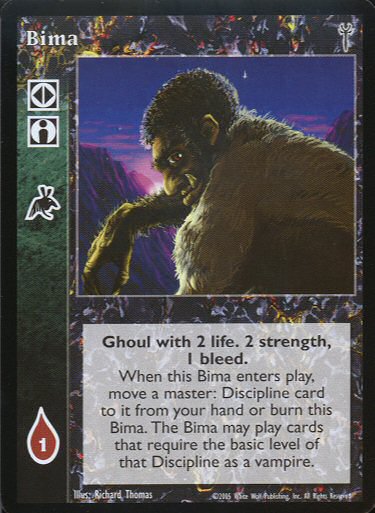 Bima
Ghoul with 2 life. 2 strength,
1 bleed.
When this Bima enters play,
move a master: Discipline card
to it from your hand or burn this
Bima. The Bima may play cards
that require the basic level of
that Discipline as a vampire.
1
Illus: Richard Thomas ©2005 White Wolf Publishing, Inc. All Rights Reserved